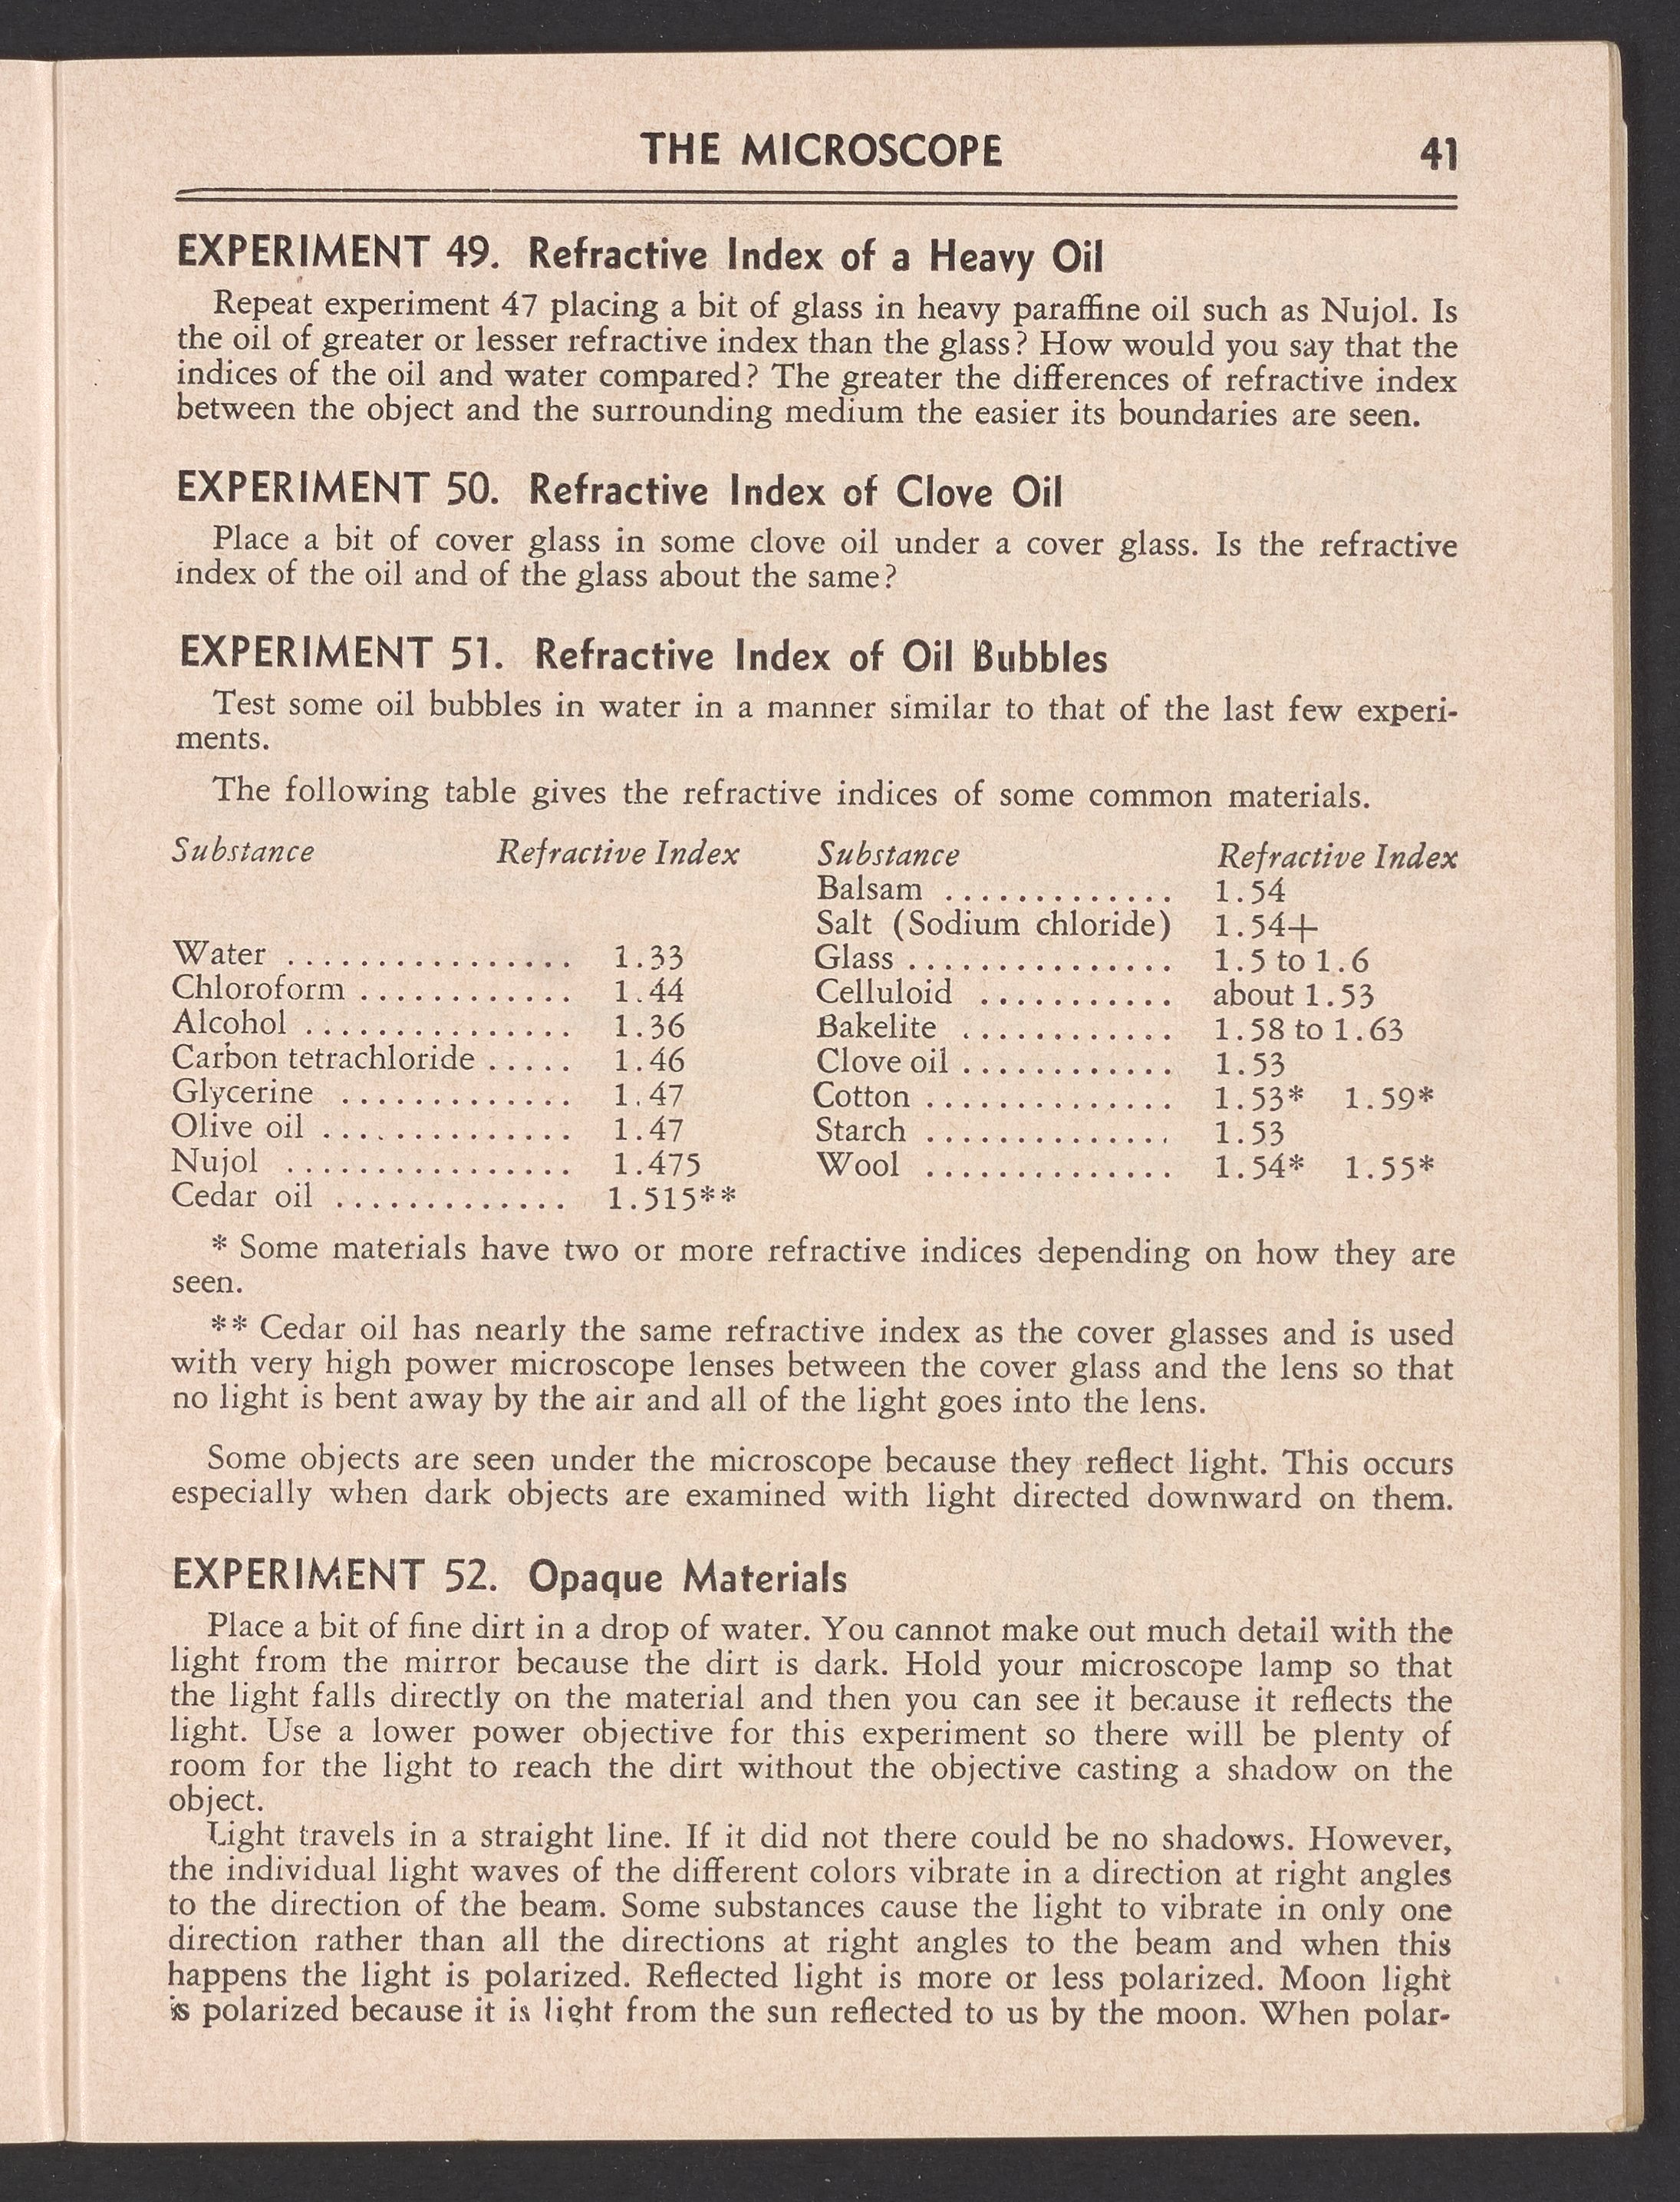 THE MICROSCOPE 41
EXPERIMENT 49. Refractive Index of a Heavy Oil
Repeat experiment 47 placing a bit of glass in heavy paraffine oil such as Nujol. Is
the oil of greater or lesser refractive index than the glass? How would you say that the
indices of the oil and water compared? The greater the differences of refractive index
between the object and the surrounding medium the easier its boundaries are seen.
EXPERIMENT 50. Refractive Index of Clove Oil
Place a bit of cover glass in some clove oil under a cover glass. Is the refractive
index of the oil and of the glass about the same?
EXPERIMENT 51. Refractive Index of Oil Bubbles
Test some oil bubbles in water in a manner similar to that of the last few experi-
ments.
The following table gives the refractive indices of some common materials.
Substance Refractive Index
Water ................ 1.33
Chloroform ............ 1.44
Alcohol ............... 1.36
Carbon tetrachloride ..... 1.46
Glycerine ............. 1.47
Olive oil .............. 1.47
Nujol ................ 1.475
Cedar oil ............. 1.515**
Substance Refractive Index
Balsam ............. 1.54
Salt (Sodium chloride) 1.54+
Glass ............... 1.5 to 1.6
Celluloid ........... about 1.53
Bakelite ............ 1.58 to 1.63
Clove oil ............ 1.53
Cotton .............. 1.53* 1.59*
Starch .............. 1.53
Wool .............. 1.54* 1.55*
* Some materials have two or more refractive indices depending on how they are
seen.
** Cedar oil has nearly the same refractive index as the cover glasses and is used
with very high power microscope lenses between the cover glass and the lens so that
no light is bent away by the air and all of the light goes into the lens.
Some objects are seen under the microscope because they reflect light. This occurs
especially when dark objects are examined with light directed downward on them.
EXPERIMENT 52. Opaque Materials
Place a bit of fine dirt in a drop of water. You cannot make out much detail with the
light from the mirror because the dirt is dark. Hold your microscope lamp so that
the light falls directly on the material and then you can see it because it reflects the
light. Use a lower power objective for this experiment so there will be plenty of
room for the light to reach the dirt without the objective casting a shadow on the
object.
Light travels in a straight line. If it did not there could be no shadows. However,
the individual light waves of the different colors vibrate in a direction at right angles
to the direction of the beam. Some substances cause the light to vibrate in only one
direction rather than all the directions at right angles to the beam and when this
happens the light is polarized. Reflected light is more or less polarized. Moon light
is polarized because it is light from the sun reflected to us by the moon. When polar-